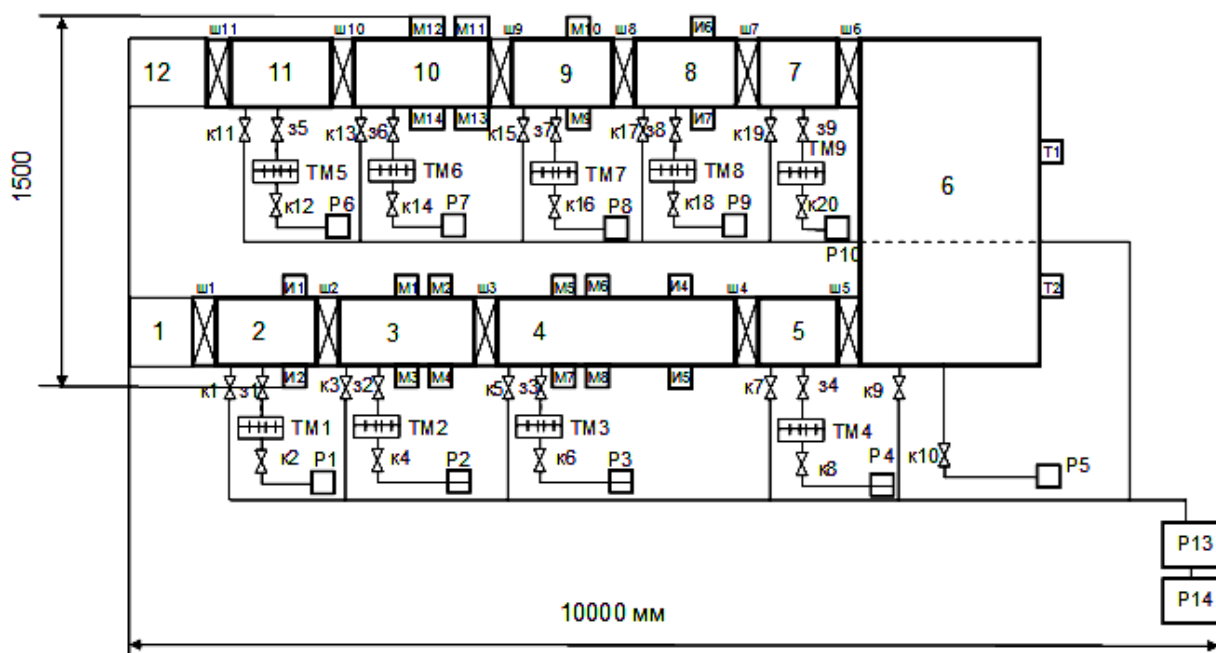 М12 М11 М10 И6
ш11 ш10 ш9 ш8 ш7 ш6
12 11 10 9 8 7
М14 М13 М9 И7
к11 з5 к13 з6 к15 з7 к17 з8 к19 з9
ТМ5 ТМ6 ТМ7 ТМ8 ТМ9
Т1
6
1500
к12 Р6 к14 Р7 к16 Р8 к18 Р9 к20
Р10
И1 М1 М2 М5 М6 И4 Т2
ш1 ш2 ш3 ш4 ш5
1 2 3 4 5
И2 М3 М4 М7 М8 И5
к1 з1 к3 з2 к5 з3 к7 з4 к9
ТМ1 ТМ2 ТМ3 ТМ4
к2 Р1 к4 Р2 к6 Р3 к8 Р4 к10 Р5
Р13
Р14
10000 мм